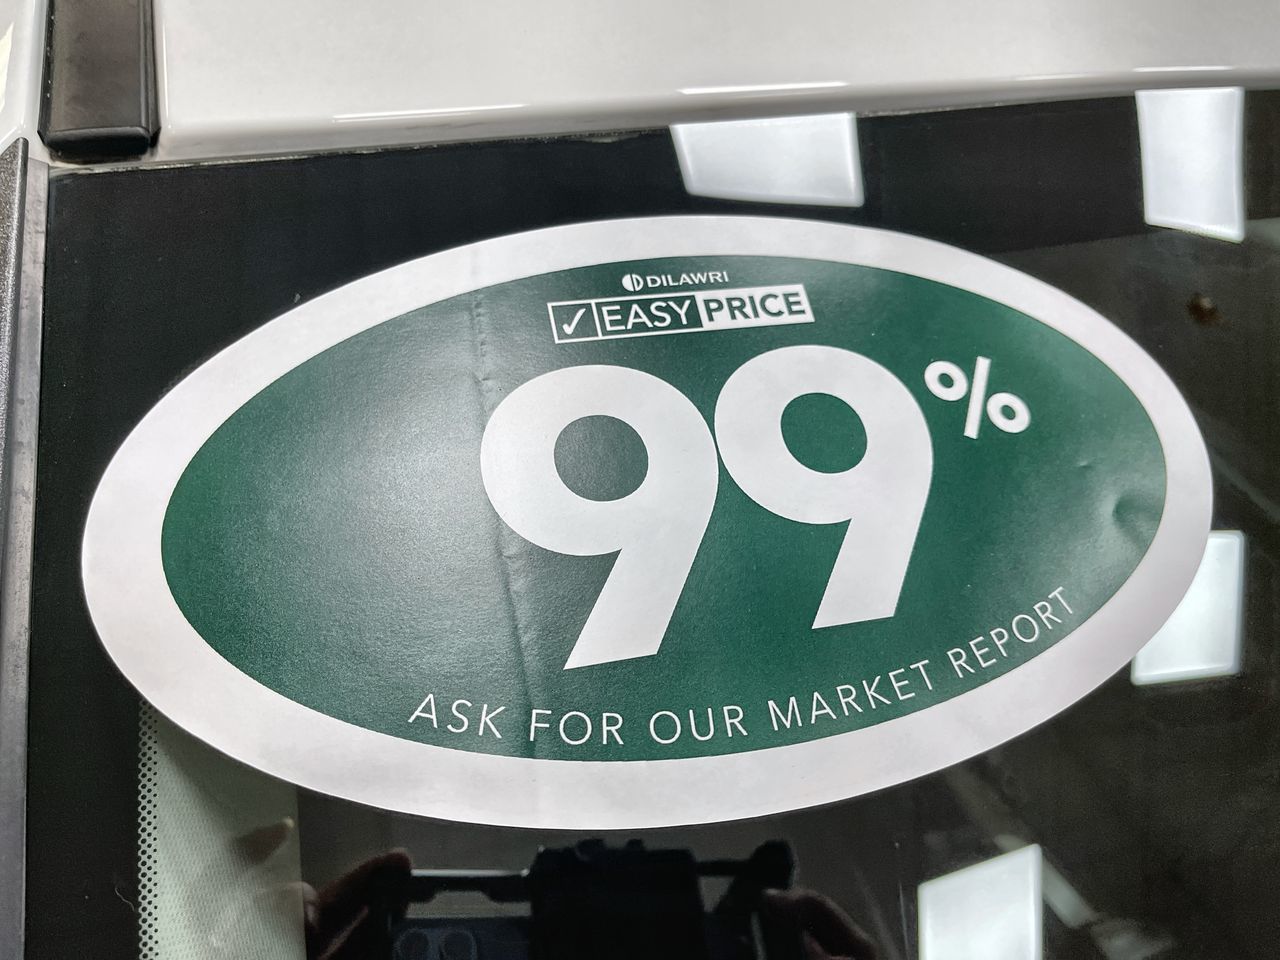 DILAWRI
✓ EASY PRICE
99%
ASK FOR OUR MARKET REPORT